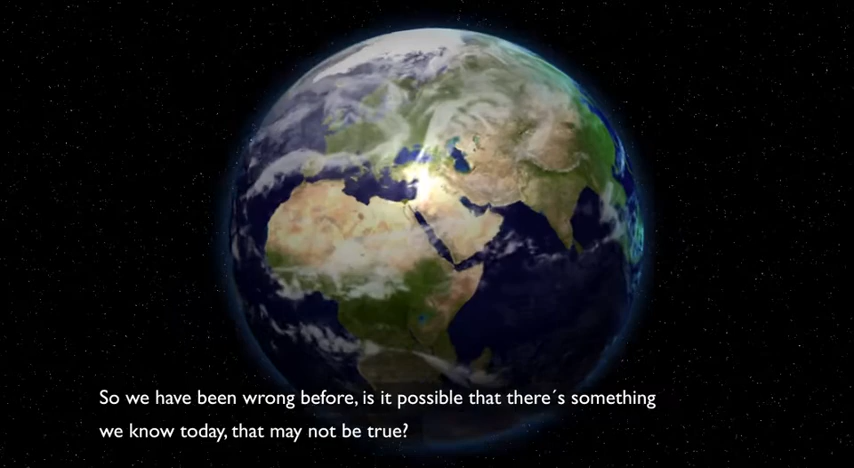 So we have been wrong before, is it possible that there´s something
we know today, that may not be true?